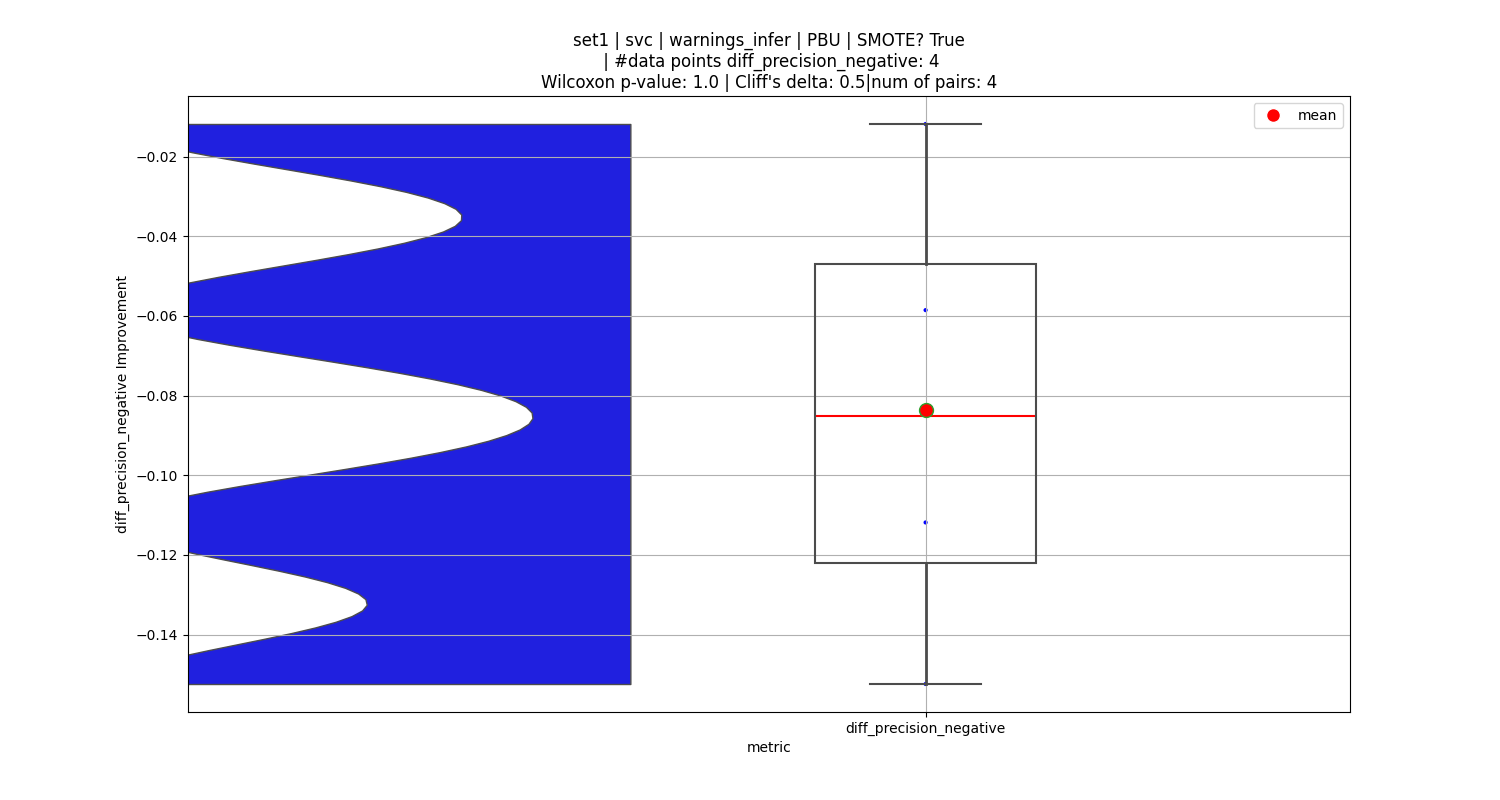 set1 | svc | warnings_infer | PBU | SMOTE? True
| #data points diff_precision_negative: 4
Wilcoxon p-value: 1.0 | Cliff's delta: 0.5|num of pairs: 4
mean
diff_precision_negative Improvement
−0.02
−0.04
−0.06
−0.08
−0.10
−0.12
−0.14
diff_precision_negative
metric